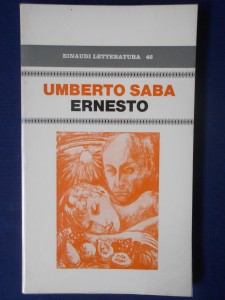 EINAUDI LETTERATURA 46
UMBERTO SABA
ERNESTO